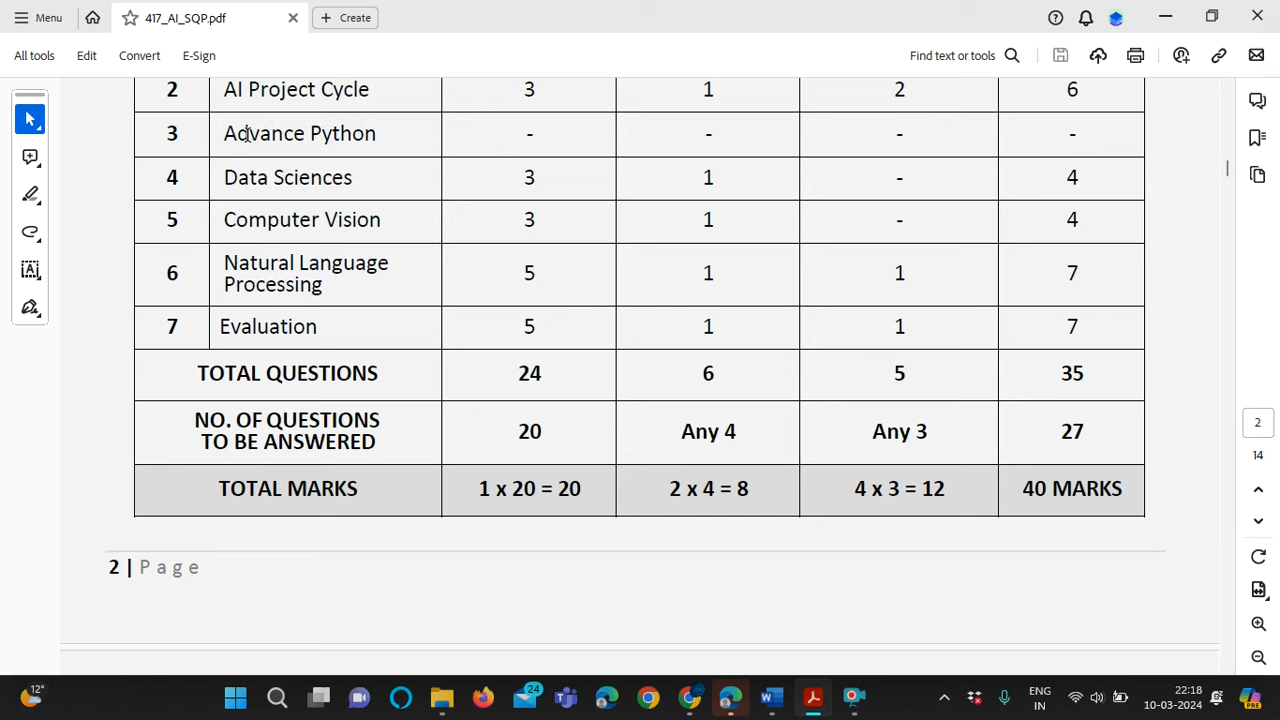 Menu 417_AI_SQP.pdf Create
All tools Edit Convert E-Sign Find text or tools
2 AI Project Cycle 3 1 2 6
3 Advance Python - - - -
4 Data Sciences 3 1 - 4
5 Computer Vision 3 1 - 4
6 Natural Language Processing 5 1 1 7
7 Evaluation 5 1 1 7
TOTAL QUESTIONS 24 6 5 35
NO. OF QUESTIONS
TO BE ANSWERED 20 Any 4 Any 3 27
TOTAL MARKS 1 x 20 = 20 2 x 4 = 8 4 x 3 = 12 40 MARKS
2 | Page
2
14
12°
24
PRE
ENG
IN
22:18
10-03-2024